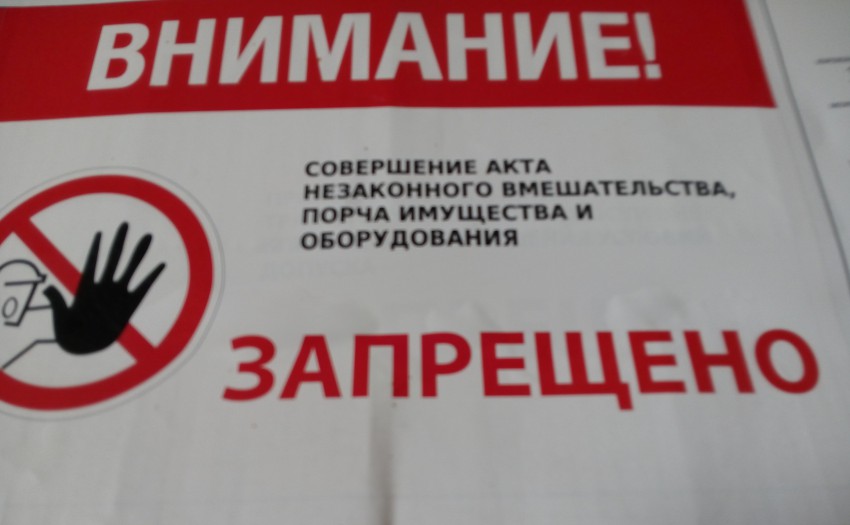 ВНИМАНИЕ!
СОВЕРШЕНИЕ АКТА
НЕЗАКОННОГО ВМЕШАТЕЛЬСТВА,
ПОРЧА ИМУЩЕСТВА И
ОБОРУДОВАНИЯ
ЗАПРЕЩЕНО